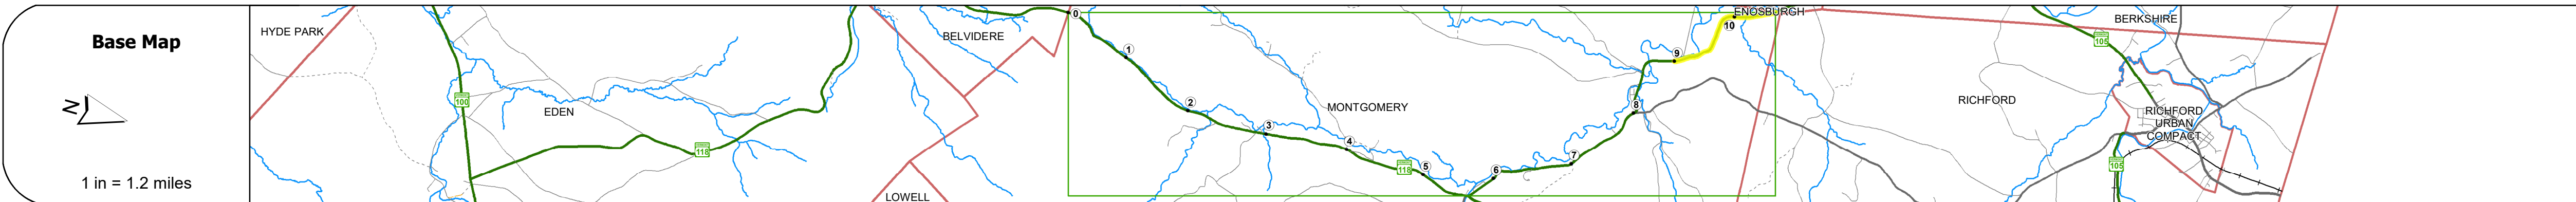 Base Map
N
1 in = 1.2 miles
HYDE PARK
100
EDEN
118
BELVIDERE
LOWELL
0
1
2
3
4
118
5
6
7
8
9
10
MONTGOMERY
ENOSBURGH
RICHFORD
BERKSHIRE
105
RICHFORD
URBAN
COMPACT
105